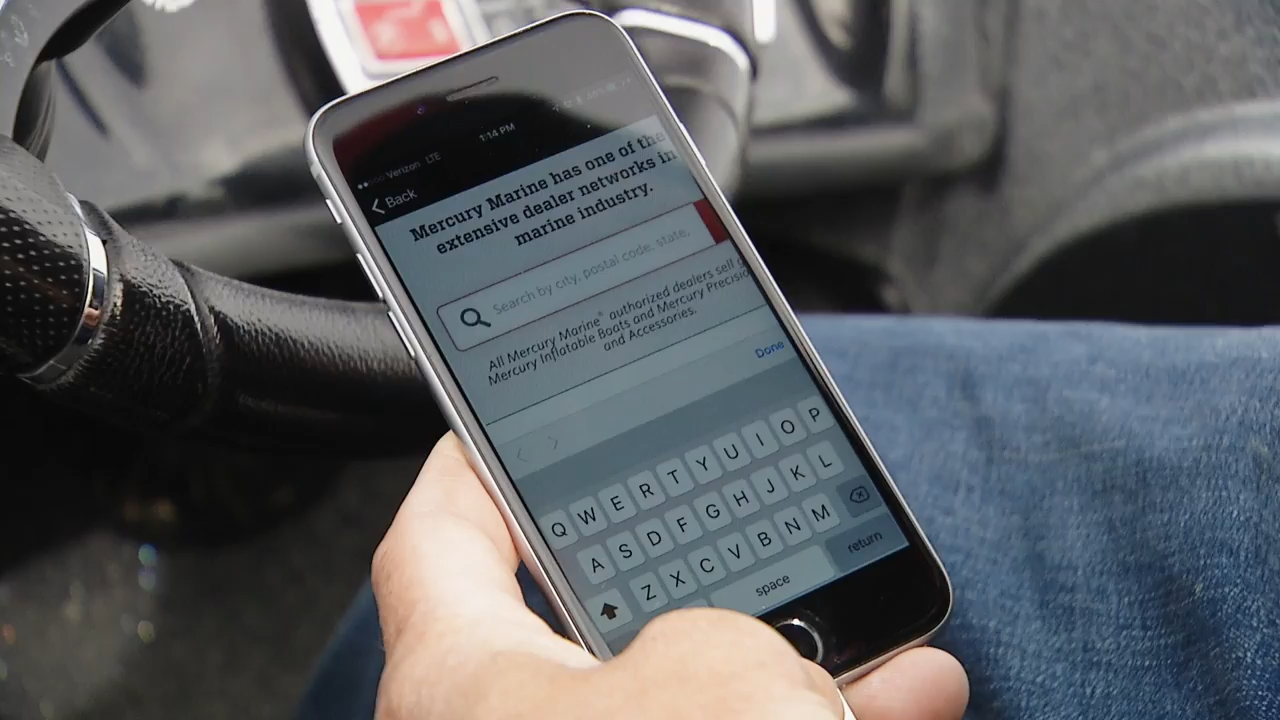 Verizon LTE
1:14 PM
Back
Mercury Marine has one of the
extensive dealer networks in
marine industry.
Search by city, postal code, state,
All Mercury Marine® authorized dealers sell
Mercury Inflatable Boats and Mercury Precision
and Accessories.
Done
Q W E R T Y U I O P
A S D F G H J K L
Z X C V B N M
space
return